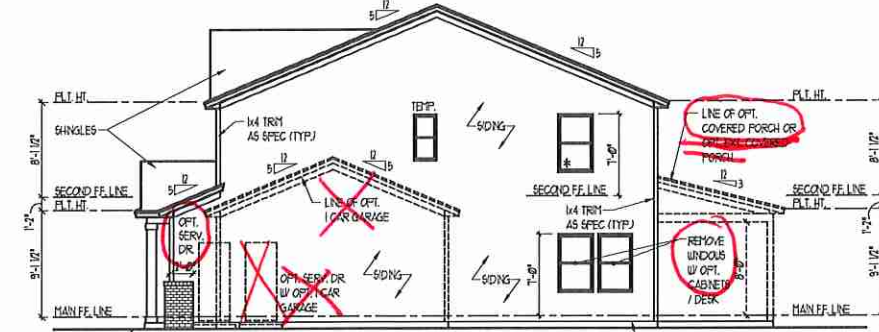 12
5
12
5
PLT. HT.
PLT. HT.
SHINGLES
1x4 TRIM
AS SPEC (TYP.)
TEMP.
SIDING
LINE OF OPT.
COVERED PORCH OR
OPT. EXT. COVERED
PORCH
8'-1 1/2"
7'-0"
8'-1 1/2"
12
5
12
5
12
5
12
3
SECOND F.F. LINE
SECOND F.F. LINE
SECOND F.F. LINE
PLT. HT.
PLT. HT.
1'-2"
1'-2"
LINE OF OPT.
1 CAR GARAGE
1x4 TRIM
AS SPEC (TYP.)
OPT.
SERV.
DR.
REMOVE
WINDOWS
W/ OPT.
CABINETS
/ DESK
9'-1 1/2"
OPT. SERV. DR.
W/ OPT. 1 CAR
GARAGE
SIDING
SIDING
7'-0"
8'-0"
9'-1 1/2"
MAIN F.F. LINE
MAIN F.F. LINE